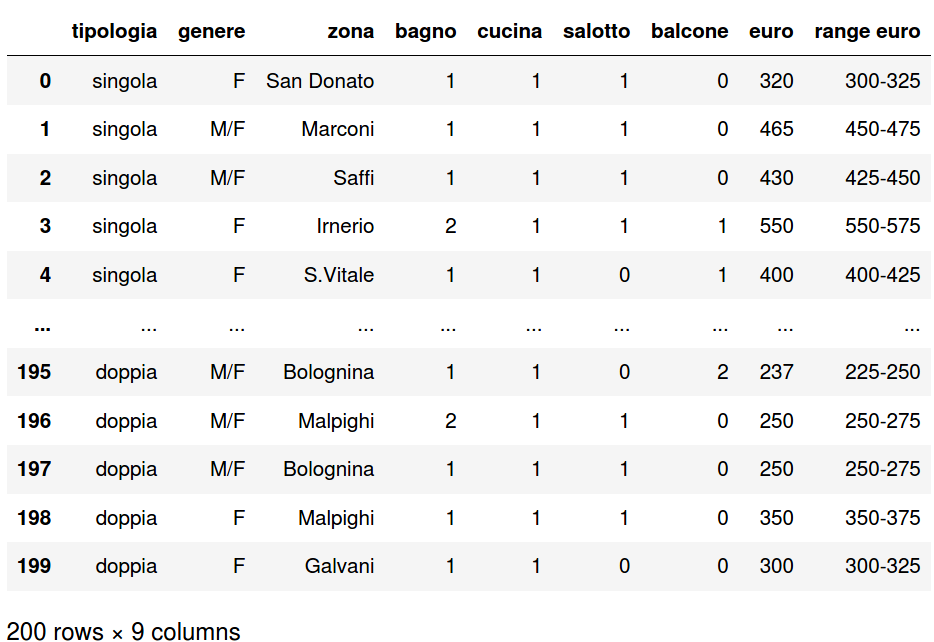 tipologia genere zona bagno cucina salotto balcone euro range euro
0 singola F San Donato 1 1 1 0 320 300-325
1 singola M/F Marconi 1 1 1 0 465 450-475
2 singola M/F Saffi 1 1 1 0 430 425-450
3 singola F Irnerio 2 1 1 1 550 550-575
4 singola F S.Vitale 1 1 0 1 400 400-425
... ... ... ... ... ... ... ... ... ...
195 doppia M/F Bolognina 1 1 0 2 237 225-250
196 doppia M/F Malpighi 2 1 1 0 250 250-275
197 doppia M/F Bolognina 1 1 1 0 250 250-275
198 doppia F Malpighi 1 1 1 0 350 350-375
199 doppia F Galvani 1 1 0 0 300 300-325
200 rows × 9 columns